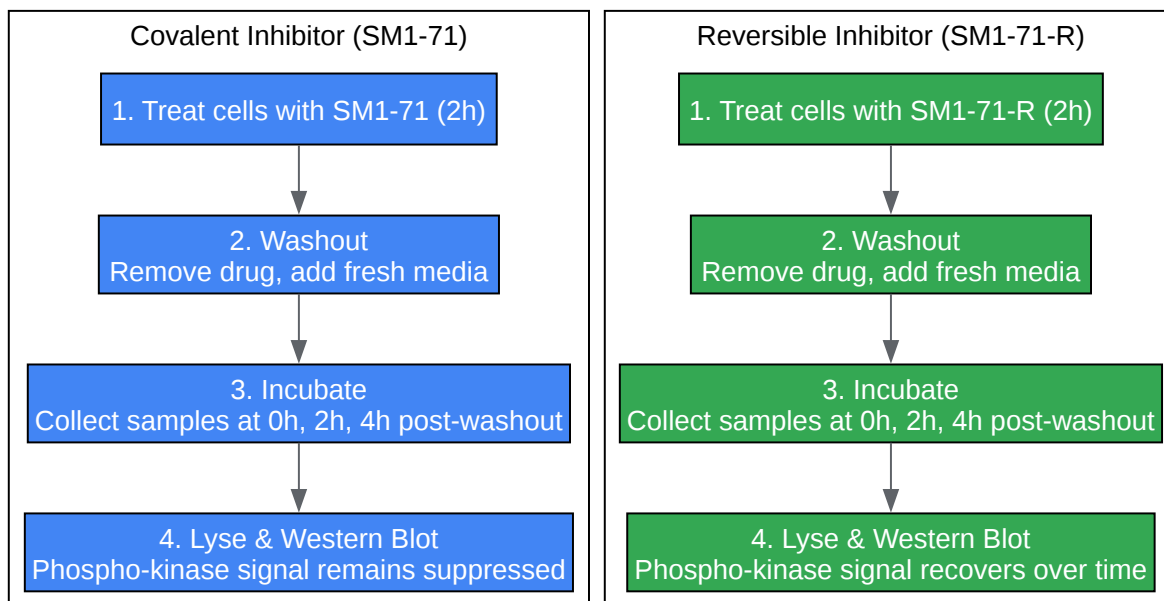 Covalent Inhibitor (SM1-71)
1. Treat cells with SM1-71 (2h)
2. Washout
Remove drug, add fresh media
3. Incubate
Collect samples at 0h, 2h, 4h post-washout
4. Lyse & Western Blot
Phospho-kinase signal remains suppressed
Reversible Inhibitor (SM1-71-R)
1. Treat cells with SM1-71-R (2h)
2. Washout
Remove drug, add fresh media
3. Incubate
Collect samples at 0h, 2h, 4h post-washout
4. Lyse & Western Blot
Phospho-kinase signal recovers over time